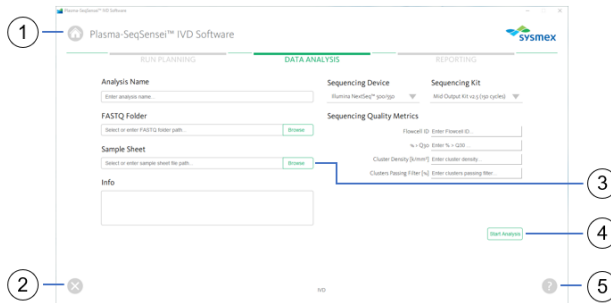 Plasma-SeqSensei™ IVD Software
1
Plasma-SeqSensei™ IVD Software
sysmex
RUN PLANNING
DATA ANALYSIS
REPORTING
Analysis Name
Enter analysis name...
FASTQ Folder
Select or enter FASTQ folder path...
Browse
Sample Sheet
Select or enter sample sheet file path...
Browse
Info
Sequencing Device
Sequencing Kit
Illumina NextSeq™ 500/550
Mid Output Kit v2.5 (150 cycles)
Sequencing Quality Metrics
Flowcell ID
Enter Flowcell ID...
% > Q30
Enter % > Q30...
Cluster Density [k/mm²]
Enter cluster density...
Clusters Passing Filter [%]
Enter clusters passing filter...
3
Start Analysis
4
2
IVD
?
5